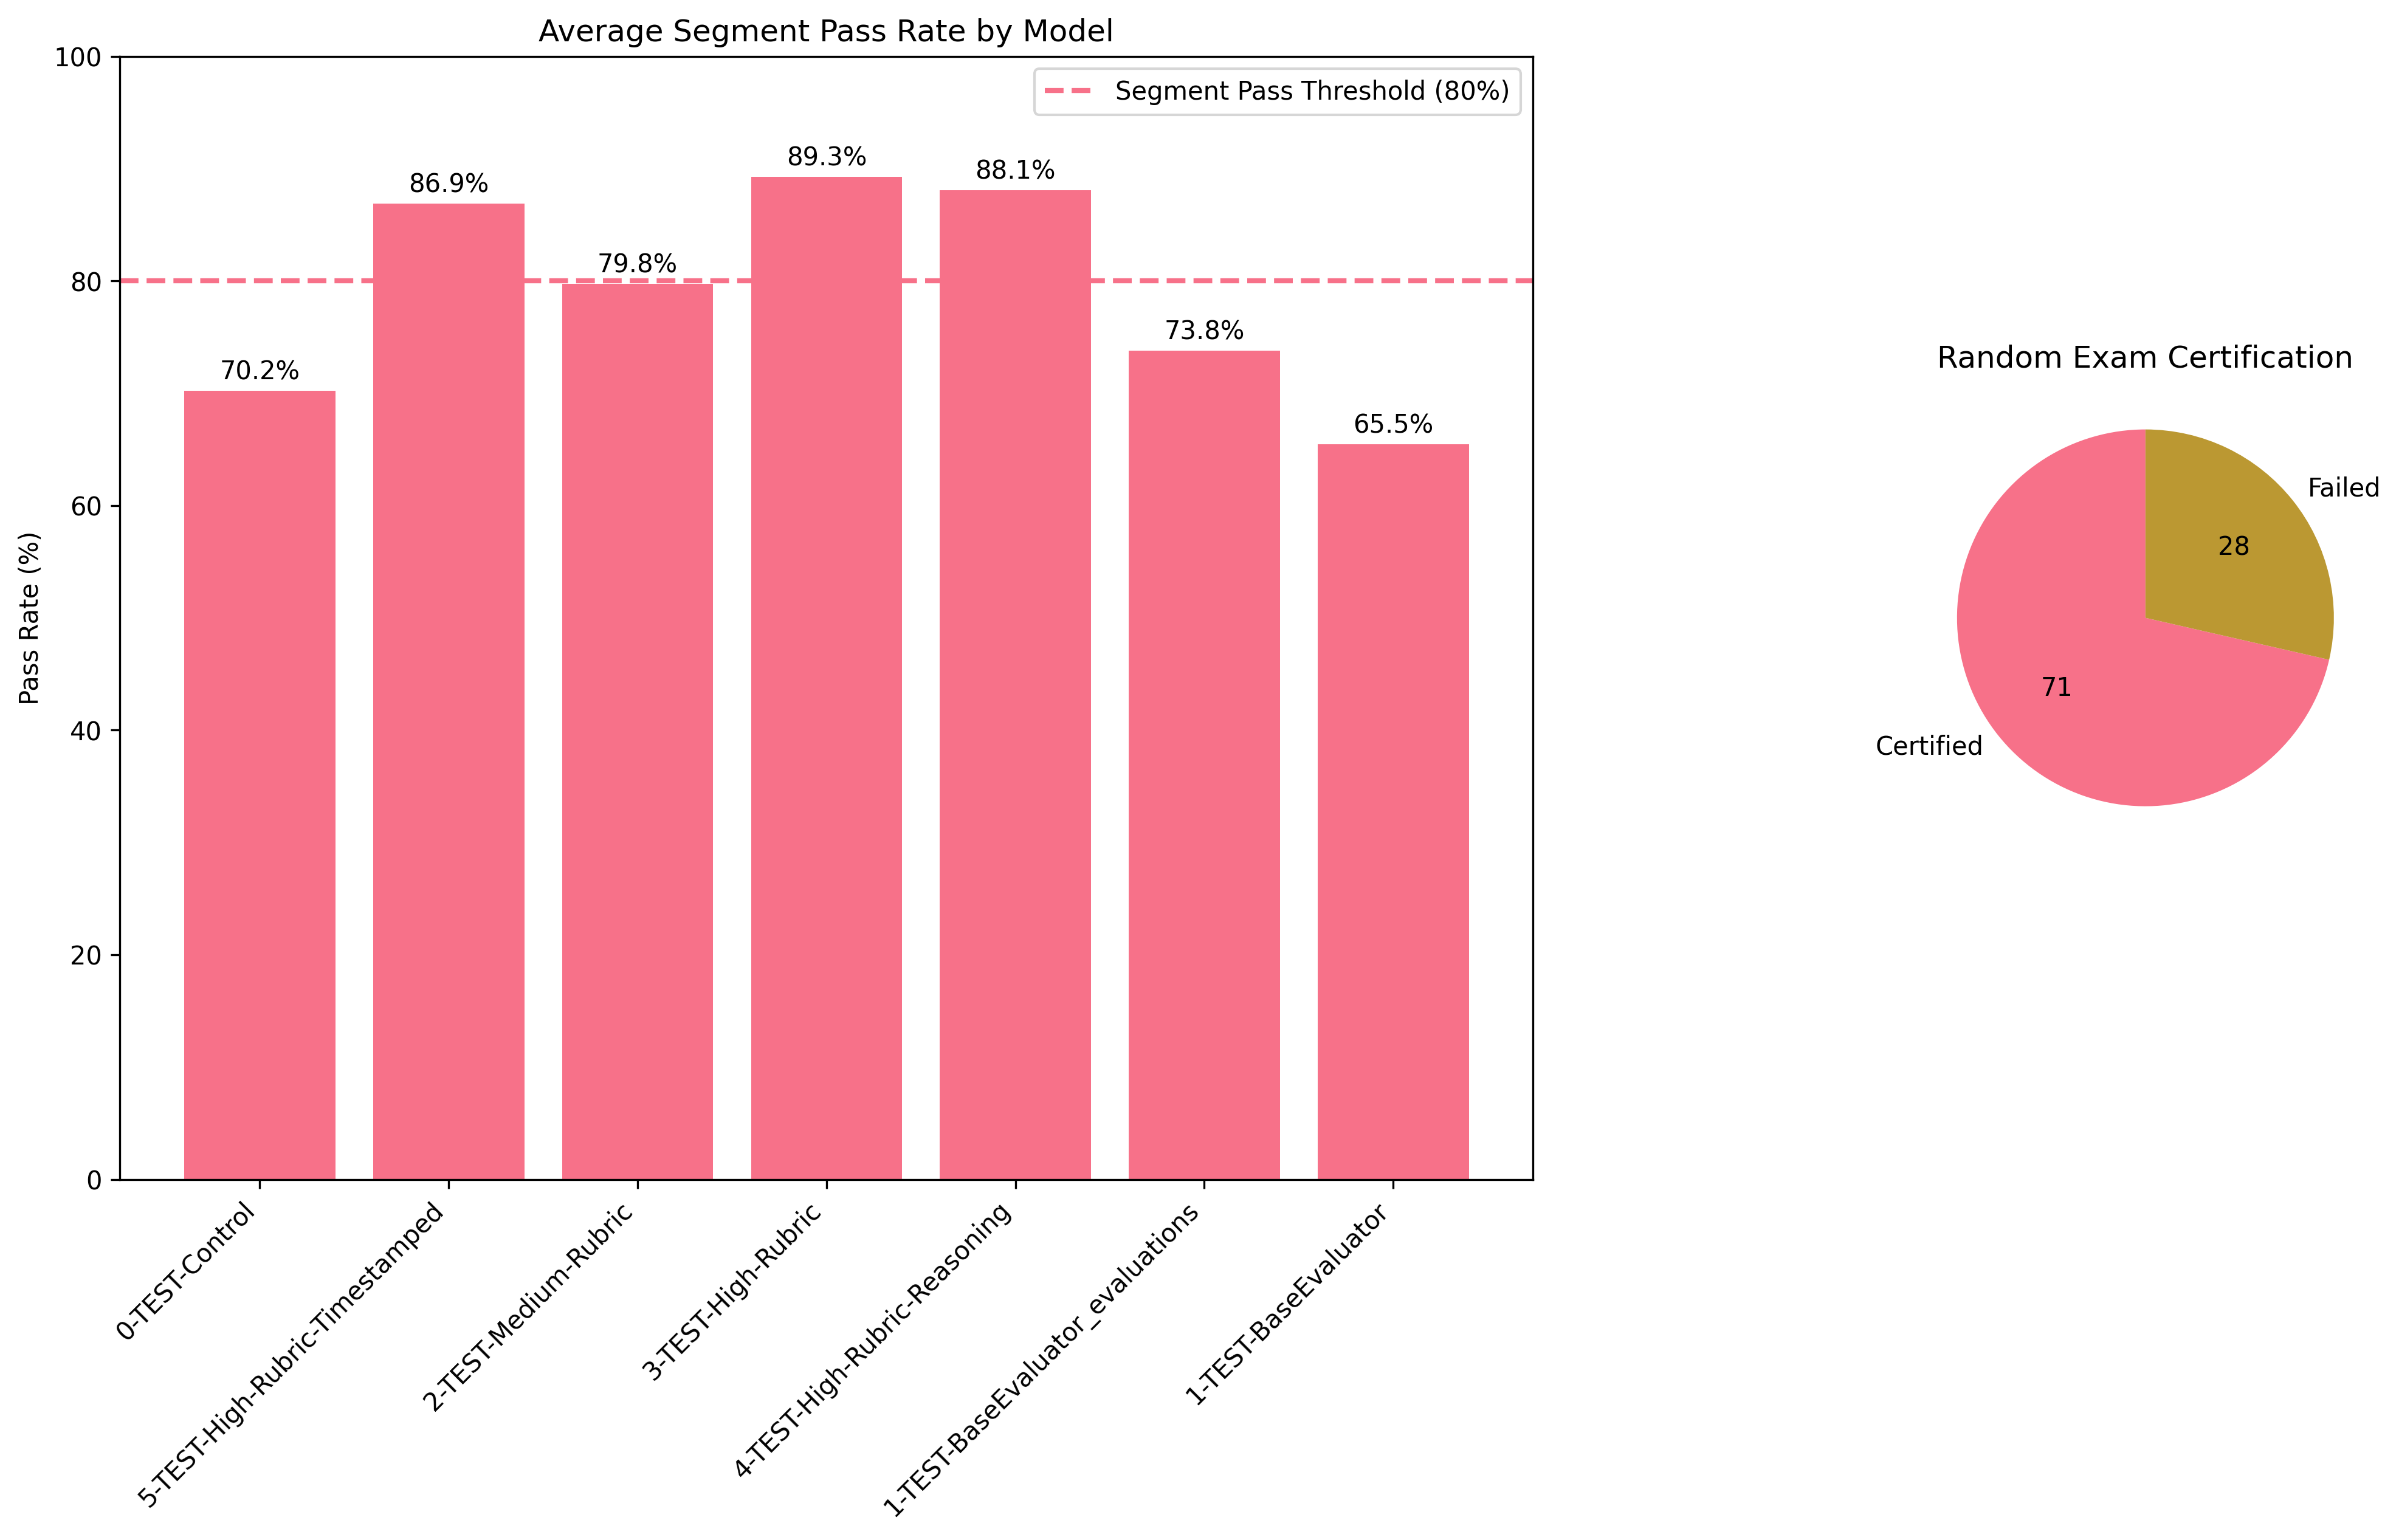 Average Segment Pass Rate by Model
Segment Pass Threshold (80%)
Pass Rate (%)
100
80
60
40
20
0
70.2%
86.9%
79.8%
89.3%
88.1%
73.8%
65.5%
0-TEST-Control
5-TEST-High-Rubric-Timestamped
2-TEST-Medium-Rubric
3-TEST-High-Rubric
4-TEST-High-Rubric-Reasoning
1-TEST-BaseEvaluator_evaluations
1-TEST-BaseEvaluator
Random Exam Certification
Failed
28
71
Certified